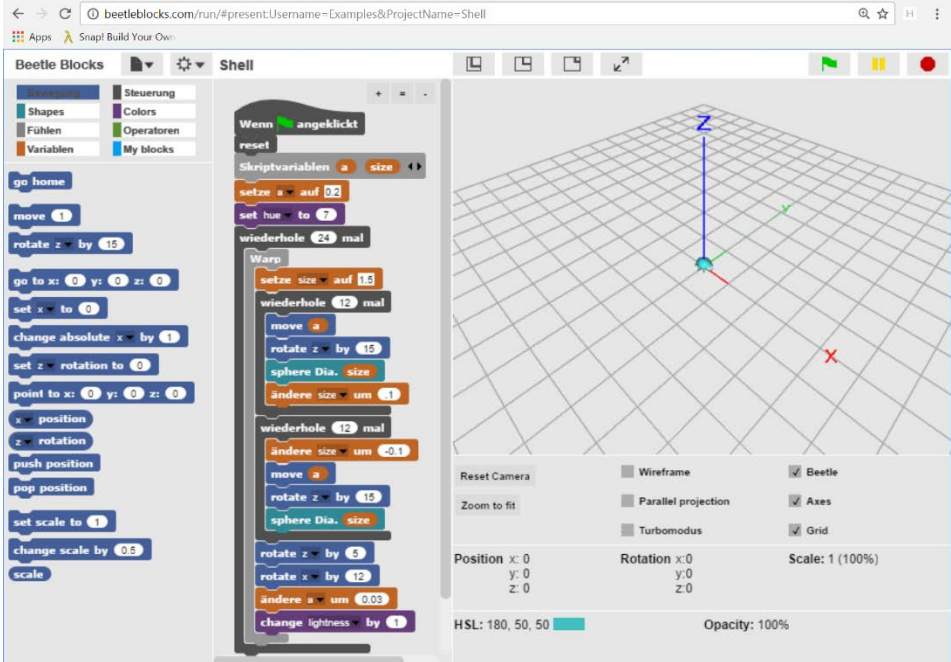 beetleblocks.com/run/#present:Username=Examples&ProjectName=Shell
Apps Snap! Build Your Own
Beetle Blocks Shell
Bewegung Steuerung
Shapes Colors
Fühlen Operatoren
Variablen My blocks
go home
move 1
rotate z by 15
go to x: 0 y: 0 z: 0
set x to 0
change absolute x by 1
set z rotation to 0
point to x: 0 y: 0 z: 0
x position
z rotation
push position
pop position
set scale to 1
change scale by 0.5
scale
+ = -
Wenn angeklickt
reset
Skriptvariablen a size
setze a auf 0.2
set hue to 7
wiederhole 24 mal
Warp
setze size auf 1.5
wiederhole 12 mal
move a
rotate z by 15
sphere Dia. size
ändere size um .1
wiederhole 12 mal
ändere size um -0.1
move a
rotate z by 15
sphere Dia. size
rotate z by 5
rotate x by 12
ändere a um 0.03
change lightness by 1
Z
Y
X
Reset Camera Wireframe Beetle
Zoom to fit Parallel projection Axes
Turbomodus Grid
Position x: 0 Rotation x:0 Scale: 1 (100%)
y: 0 y:0
z: 0 z:0
HSL: 180, 50, 50 Opacity: 100%